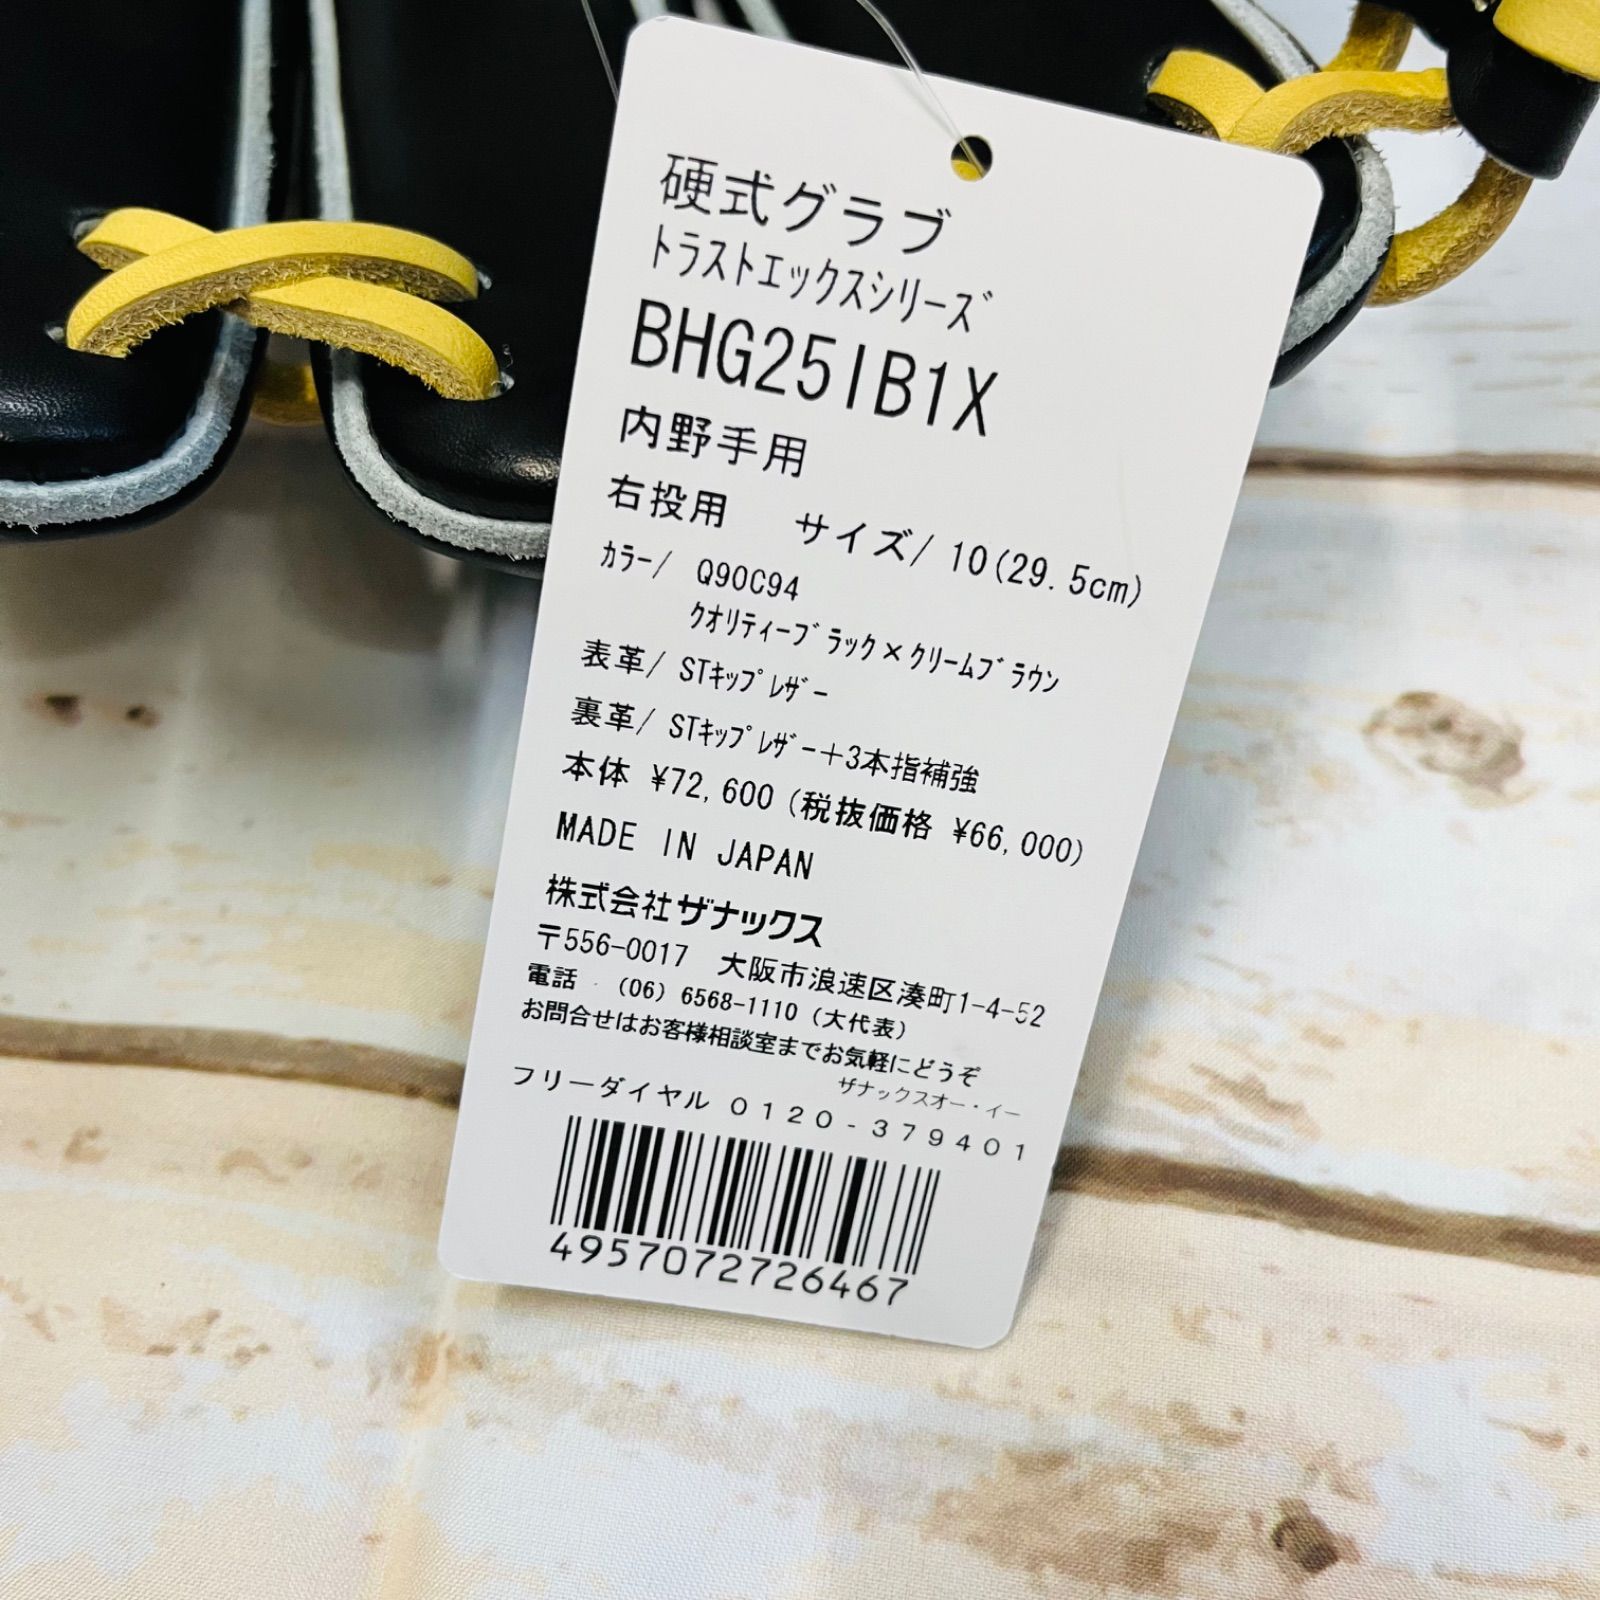 硬式グラブ
トラストエックスシリーズ
BHG25IB1X
内野手用
右投用 サイズ/ 10(29.5cm)
カラー/ Q90C94
クオリティーブラック×クリームブラウン
表革/ STキップレザー
裏革/ STキップレザー+3本指補強
本体 ¥72,600 (税抜価格 ¥66,000)
MADE IN JAPAN
株式会社ザナックス
〒556-0017 大阪市浪速区湊町1-4-52
電話 (06) 6568-1110 (大代表)
お問合せはお客様相談室までお気軽にどうぞ
ザナックスオー・イー
フリーダイヤル 0120-379401
4957072726467